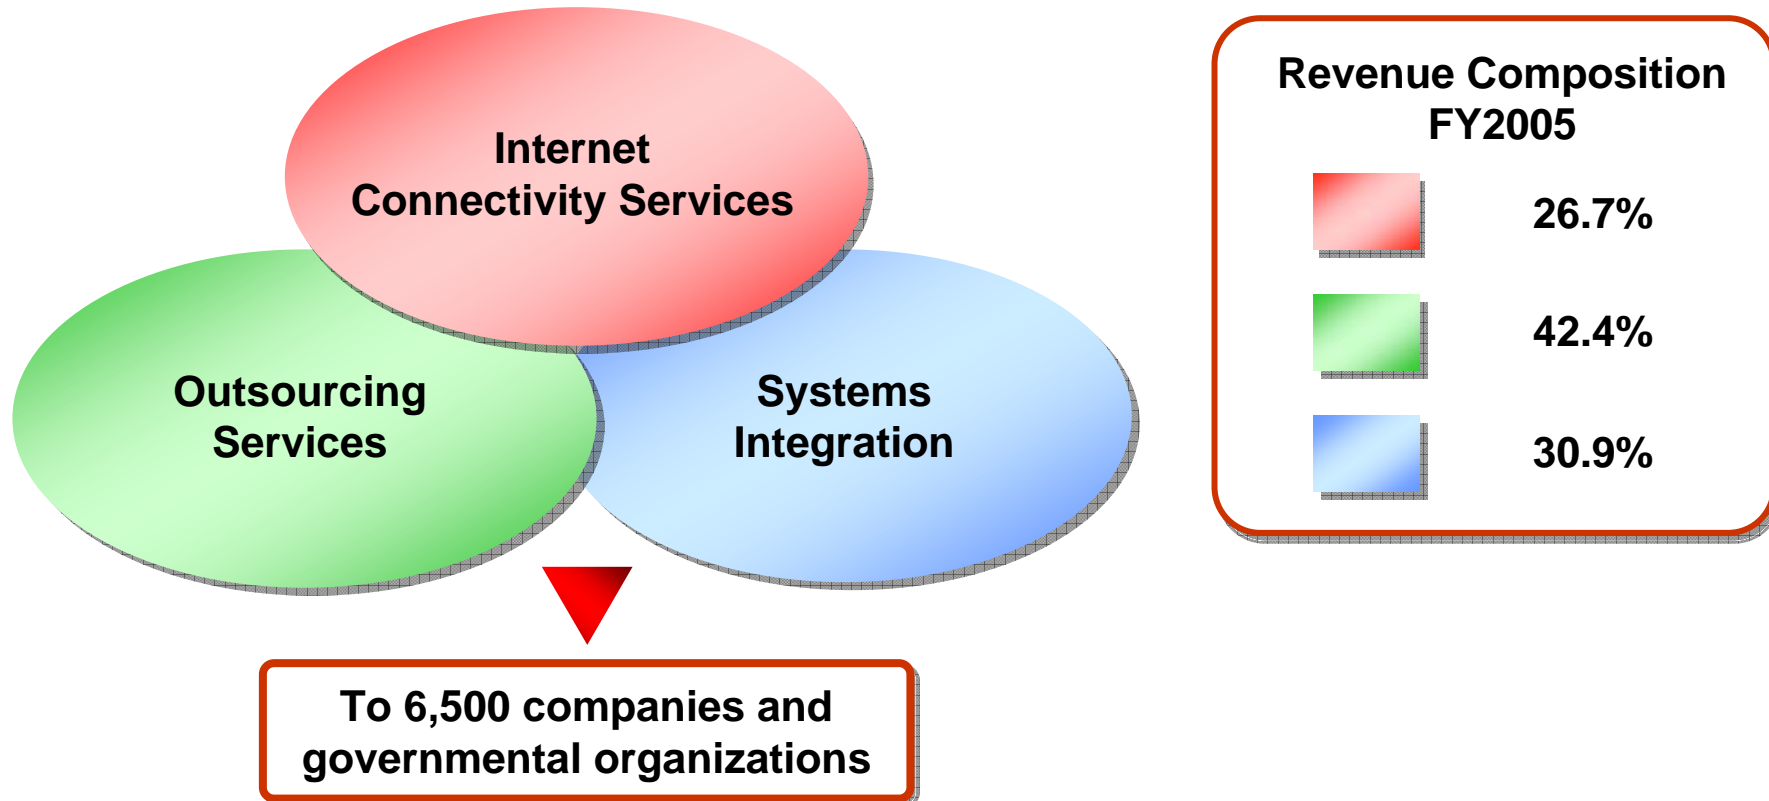 Internet
Connectivity Services
Outsourcing
Services
Systems
Integration
To 6,500 companies and
governmental organizations
Revenue Composition
FY2005
26.7%
42.4%
30.9%